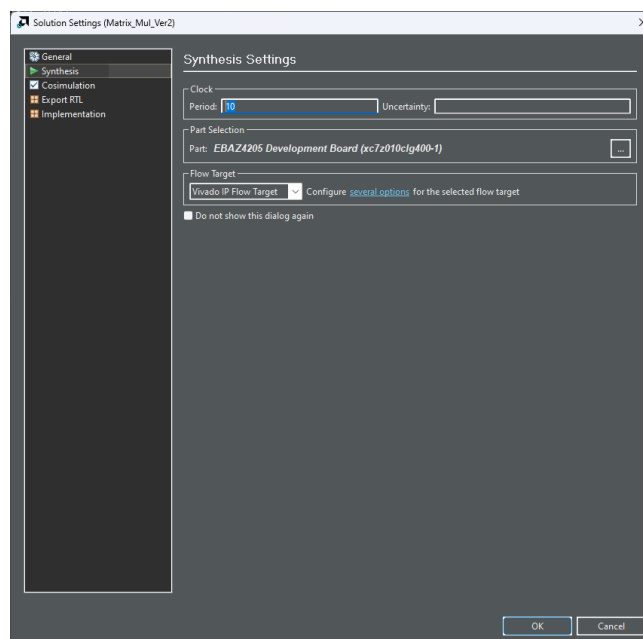 Solution Settings (Matrix_Mul_Ver2)
General
Synthesis
Cosimulation
Export RTL
Implementation
Synthesis Settings
Clock
Period: 10 Uncertainty:
Part Selection
Part: EBAZ4205 Development Board (xc7z010clg400-1) ...
Flow Target
Vivado IP Flow Target Configure several options for the selected flow target
Do not show this dialog again
OK Cancel